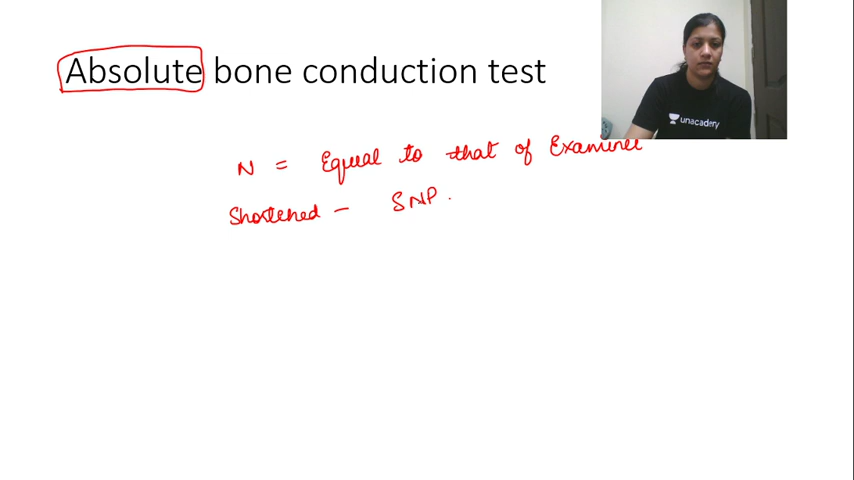 Absolute bone conduction test
unacademy
N = Equal to that of Examiner
Shortened - SNP.